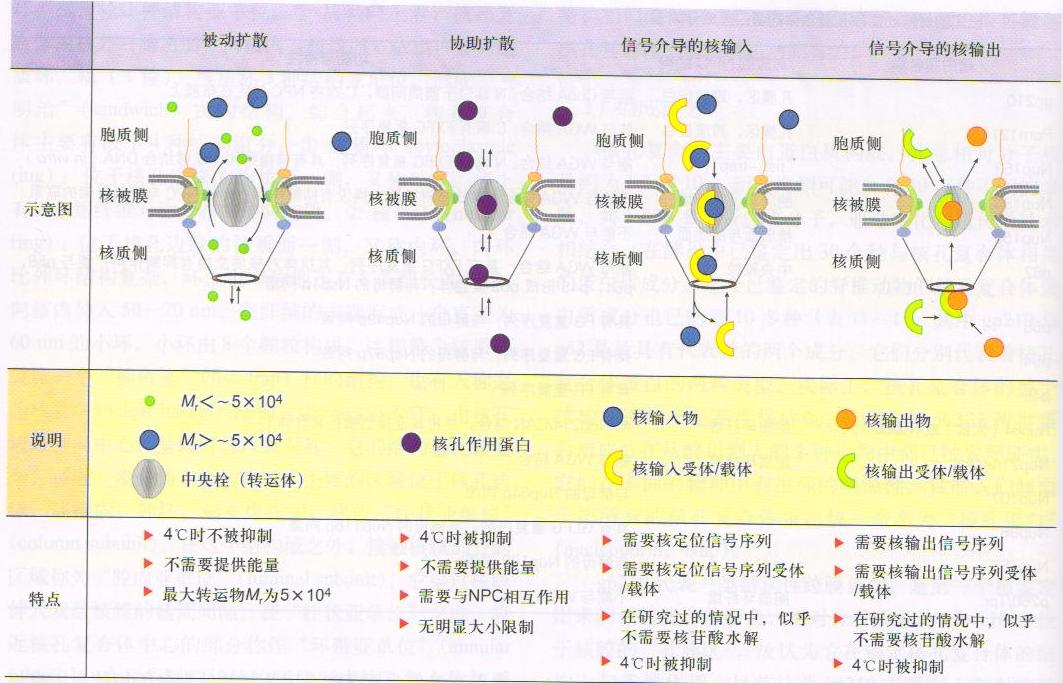 被动扩散
协助扩散
信号介导的核输入
信号介导的核输出
示意图
胞质侧
核被膜
核质侧
胞质侧
核被膜
核质侧
胞质侧
核被膜
核质侧
胞质侧
核被膜
核质侧
说明
Mᵣ<~5×10⁴
Mᵣ>~5×10⁴
中央栓（转运体）
核孔作用蛋白
核输入物
核输入受体/载体
核输出物
核输出受体/载体
特点
4℃时不被抑制
不需要提供能量
最大转运物Mᵣ为5×10⁴
4℃时被抑制
不需要提供能量
需要与NPC相互作用
无明显大小限制
需要核定位信号序列
需要核定位信号序列受体
/载体
在研究过的情况中，似乎
不需要核苷酸水解
4℃时被抑制
需要核输出信号序列
需要核输出信号序列受体
/载体
在研究过的情况中，似乎
不需要核苷酸水解
4℃时被抑制